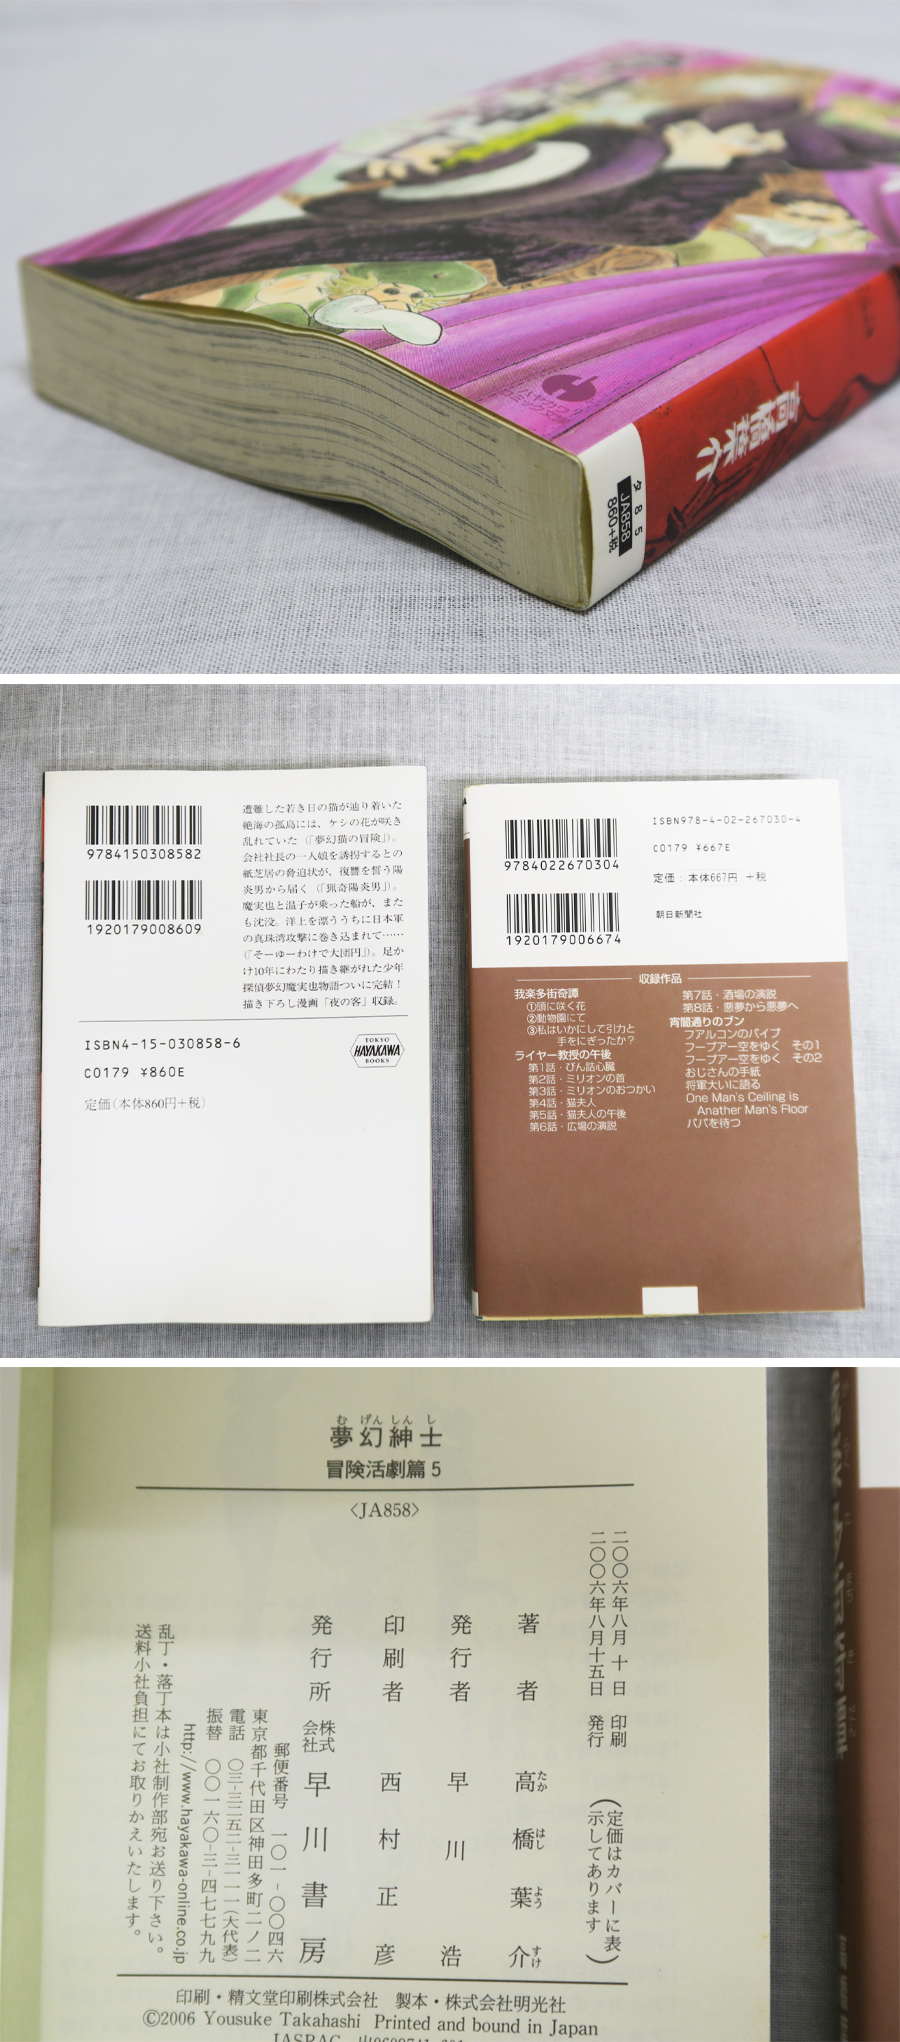 高橋葉介
タ 8 5
JA858
860+税
9784150308582
1920179008609
遭難した若き日の猫が辿り着いた
絶海の孤島には、ケシの花が咲き
乱れていた（「夢幻猫の冒険」）。
会社社長の一人娘を誘拐するとの
紙芝居の脅迫状が、復讐を誓う陽
炎男から届く（「猟奇陽炎男」）。
魔実也と温子が乗った船が、また
も沈没。洋上を漂ううちに日本軍
の真珠湾攻撃に巻き込まれて……
（「そーゆーわけで大団円」）。足か
け10年にわたり描き継がれた少年
探偵夢幻魔実也物語ついに完結！
描き下ろし漫画「夜の客」収録。
ISBN4-15-030858-6
C0179 ¥860E
定価（本体860円+税）
TOKYO
HAYAKAWA
BOOKS
9784022670304
1920179006674
ISBN978-4-02-267030-4
C0179 ¥667E
定価：本体667円 +税
朝日新聞社
収録作品
我楽多街奇譚
①頭に咲く花
②動物園にて
③私はいかにして引力と
手をにぎったか？
ライヤー教授の午後
第1話・びん詰心臓
第2話・ミリオンの首
第3話・ミリオンのおつかい
第4話・猫夫人
第5話・猫夫人の午後
第6話・広場の演説
第7話・酒場の演説
第8話・悪夢から悪夢へ
宵闇通りのブン
フアルコンのパイプ
フープアー空をゆく その1
フープアー空をゆく その2
おじさんの手紙
将軍大いに語る
One Man's Ceiling is
Anather Man's Floor
パパを待つ
む げん しん し
夢幻紳士
冒険活劇篇 5
〈JA858〉
二〇〇六年八月 十 日 印刷
二〇〇六年八月十五日 発行
（定価はカバーに表
示してあります）
著者 高橋葉介
たか はし よう すけ
発行者 早川 浩
印刷者 西村正彦
発行所 株式会社 早川書房
郵便番号 一〇一-〇〇四六
東京都千代田区神田多町二ノ二
電話 〇三-三二五二-三一一一（大代表）
振替 〇〇一六〇-三-四七七九九
http://www.hayakawa-online.co.jp
乱丁・落丁本は小社制作部宛お送り下さい。
送料小社負担にてお取りかえいたします。
印刷・精文堂印刷株式会社 製本・株式会社明光社
©2006 Yousuke Takahashi Printed and bound in Japan